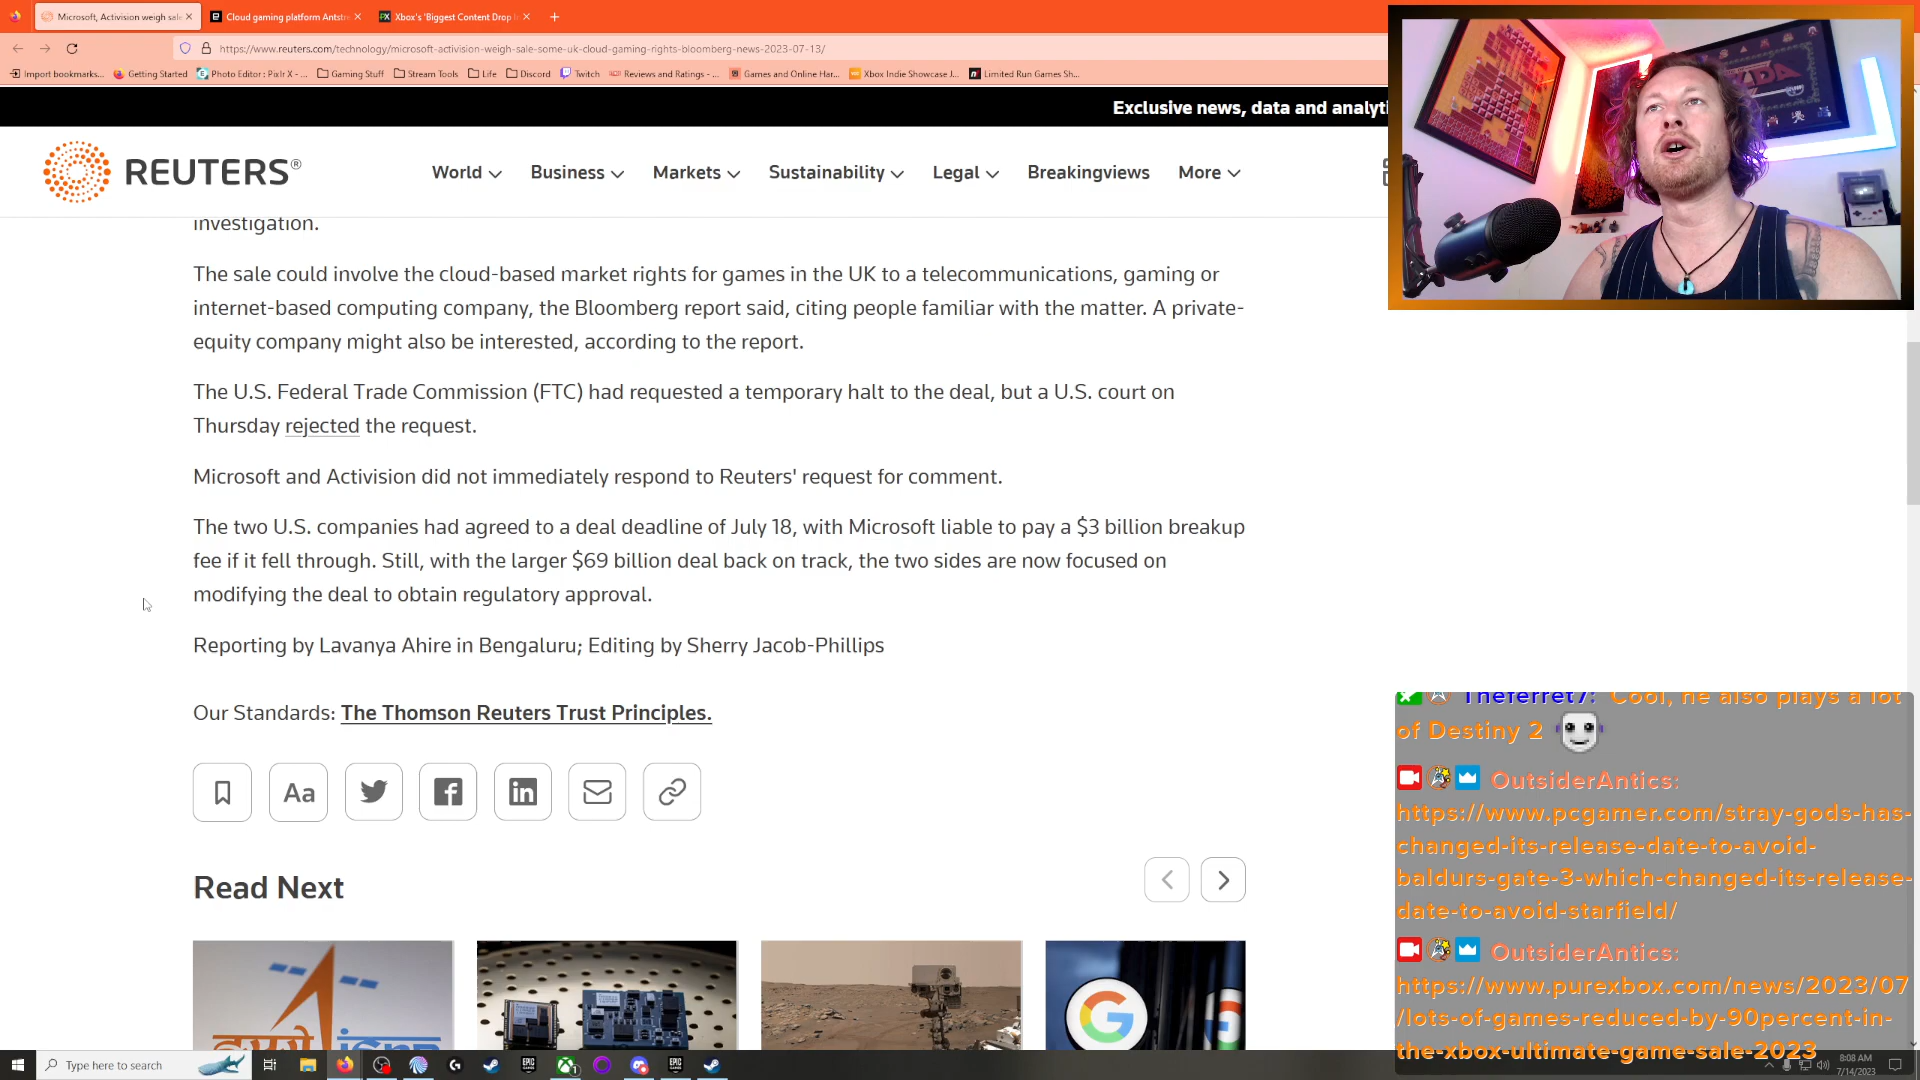 Microsoft, Activision weigh sale
Cloud gaming platform Antstre
Xbox's 'Biggest Content Drop
https://www.reuters.com/technology/microsoft-activision-weigh-sale-some-uk-cloud-gaming-rights-bloomberg-news-2023-07-13/
Import bookmarks... Getting Started Photo Editor : Pixlr X - ... Gaming Stuff Stream Tools Life Discord Twitch Reviews and Ratings - ... Games and Online Har... Xbox Indie Showcase J... Limited Run Games Sh...
Exclusive news, data and analyti
REUTERS®
World Business Markets Sustainability Legal Breakingviews More
investigation.
The sale could involve the cloud-based market rights for games in the UK to a telecommunications, gaming or
internet-based computing company, the Bloomberg report said, citing people familiar with the matter. A private-
equity company might also be interested, according to the report.
The U.S. Federal Trade Commission (FTC) had requested a temporary halt to the deal, but a U.S. court on
Thursday rejected the request.
Microsoft and Activision did not immediately respond to Reuters' request for comment.
The two U.S. companies had agreed to a deal deadline of July 18, with Microsoft liable to pay a $3 billion breakup
fee if it fell through. Still, with the larger $69 billion deal back on track, the two sides are now focused on
modifying the deal to obtain regulatory approval.
Reporting by Lavanya Ahire in Bengaluru; Editing by Sherry Jacob-Phillips
Our Standards: The Thomson Reuters Trust Principles.
Aa
Read Next
Theferret7: Cool, he also plays a lot
of Destiny 2
OutsiderAntics:
https://www.pcgamer.com/stray-gods-has-
changed-its-release-date-to-avoid-
baldurs-gate-3-which-changed-its-release-
date-to-avoid-starfield/
OutsiderAntics:
https://www.purexbox.com/news/2023/07
/lots-of-games-reduced-by-90percent-in-
the-xbox-ultimate-game-sale-2023
Type here to search
8:08 AM
7/14/2023